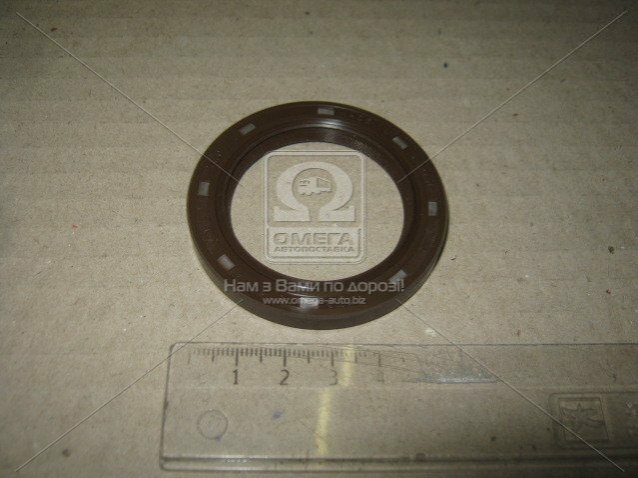 ОМЕГА
АВТОПОСТАВКА
Нам з Вами по дорозі!
www.omega-auto.biz
1 2 3 4